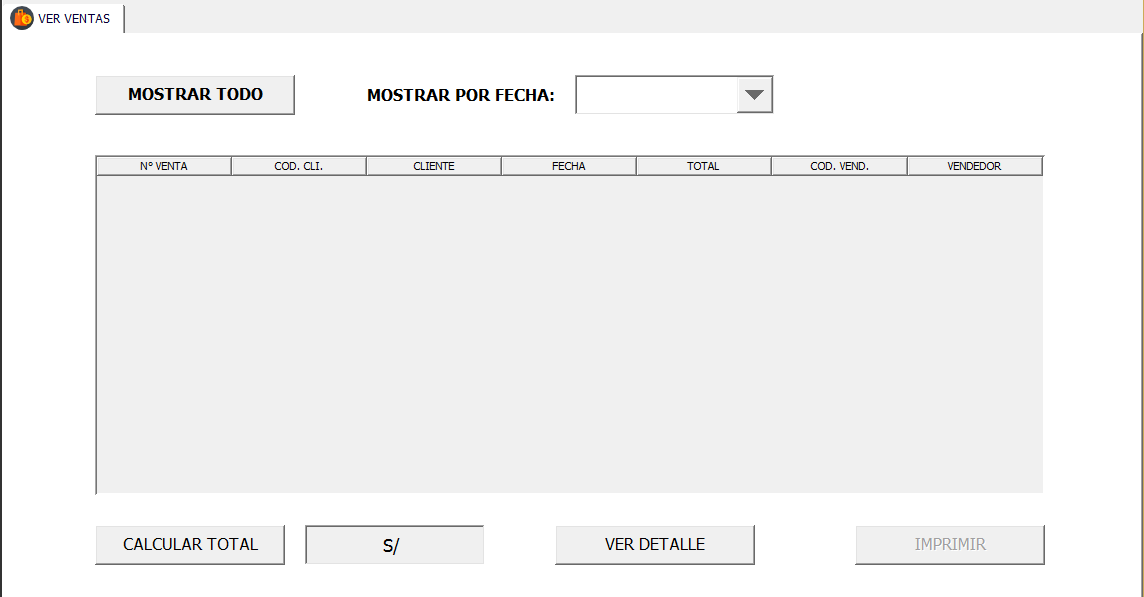 VER VENTAS
MOSTRAR TODO
MOSTRAR POR FECHA:
Nº VENTA COD. CLI. CLIENTE FECHA TOTAL COD. VEND. VENDEDOR
CALCULAR TOTAL S/ VER DETALLE IMPRIMIR